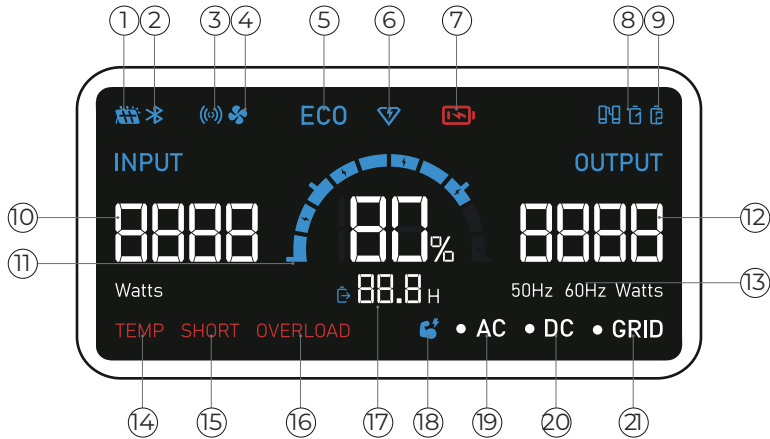 1 2 3 4 5 6 7 8 9
ECO
INPUT OUTPUT
10 8888 80% 8888 12
11
13
Watts 88.8 H 50Hz 60Hz Watts
TEMP SHORT OVERLOAD • AC • DC • GRID
14 15 16 17 18 19 20 21